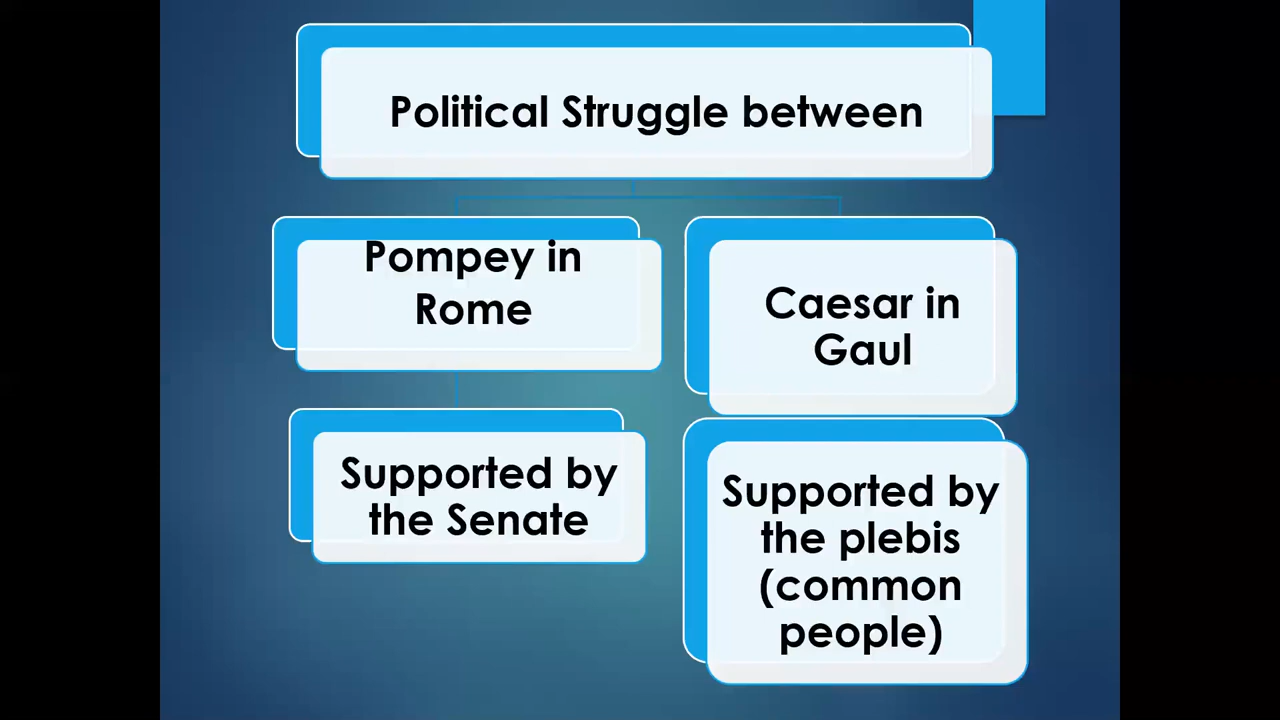 Political Struggle between
Pompey in
Rome
Caesar in
Gaul
Supported by
the Senate
Supported by
the plebis
(common
people)